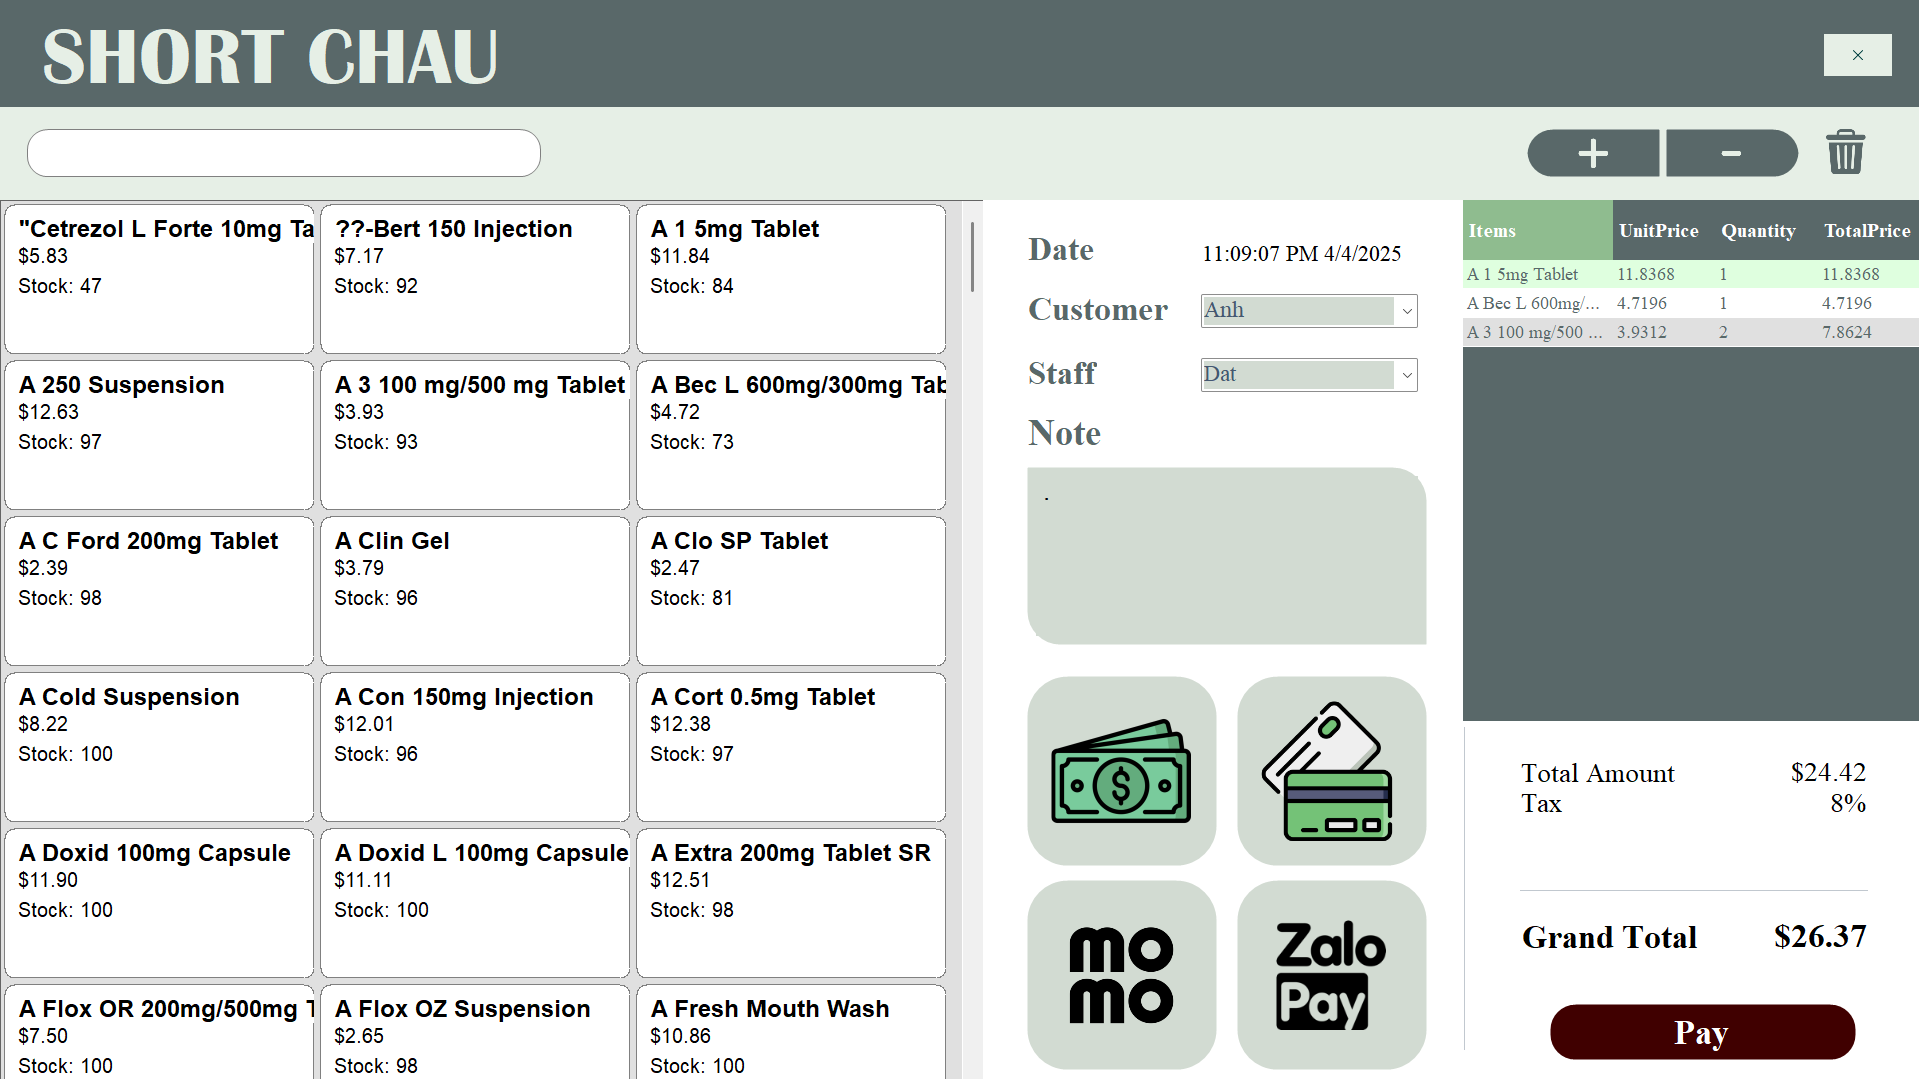 SHORT CHAU
"Cetrezol L Forte 10mg Ta
$5.83
Stock: 47
??-Bert 150 Injection
$7.17
Stock: 92
A 1 5mg Tablet
$11.84
Stock: 84
A 250 Suspension
$12.63
Stock: 97
A 3 100 mg/500 mg Tablet
$3.93
Stock: 93
A Bec L 600mg/300mg Tab
$4.72
Stock: 73
A C Ford 200mg Tablet
$2.39
Stock: 98
A Clin Gel
$3.79
Stock: 96
A Clo SP Tablet
$2.47
Stock: 81
A Cold Suspension
$8.22
Stock: 100
A Con 150mg Injection
$12.01
Stock: 96
A Cort 0.5mg Tablet
$12.38
Stock: 97
A Doxid 100mg Capsule
$11.90
Stock: 100
A Doxid L 100mg Capsule
$11.11
Stock: 100
A Extra 200mg Tablet SR
$12.51
Stock: 98
A Flox OR 200mg/500mg T
$7.50
Stock: 100
A Flox OZ Suspension
$2.65
Stock: 98
A Fresh Mouth Wash
$10.86
Stock: 100
Date 11:09:07 PM 4/4/2025
Customer Anh
Staff Dat
Note
.
mo
mo
Zalo
Pay
Items UnitPrice Quantity TotalPrice
A 1 5mg Tablet 11.8368 1 11.8368
A Bec L 600mg/... 4.7196 1 4.7196
A 3 100 mg/500 ... 3.9312 2 7.8624
Total Amount $24.42
Tax 8%
Grand Total $26.37
Pay